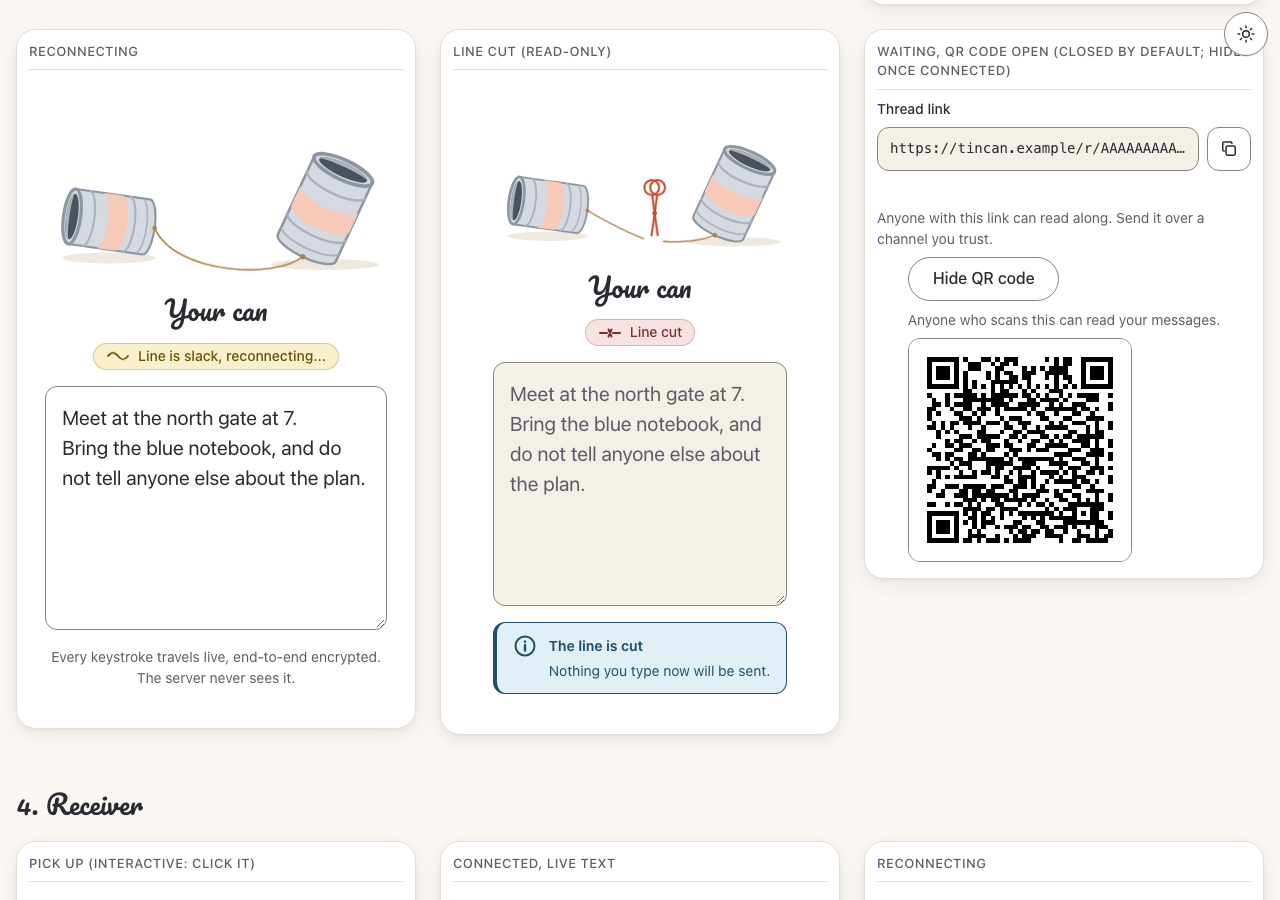 RECONNECTING
Your can
Line is slack, reconnecting...
Meet at the north gate at 7.
Bring the blue notebook, and do
not tell anyone else about the plan.
Every keystroke travels live, end-to-end encrypted.
The server never sees it.
LINE CUT (READ-ONLY)
Your can
Line cut
Meet at the north gate at 7.
Bring the blue notebook, and
do not tell anyone else about
the plan.
The line is cut
Nothing you type now will be sent.
WAITING, QR CODE OPEN (CLOSED BY DEFAULT;
ONCE CONNECTED)
Thread link
https://tincan.example/r/AAAAAAAAA…
Anyone with this link can read along. Send it over a
channel you trust.
Hide QR code
Anyone who scans this can read your messages.
4. Receiver
PICK UP (INTERACTIVE: CLICK IT)
CONNECTED, LIVE TEXT
RECONNECTING